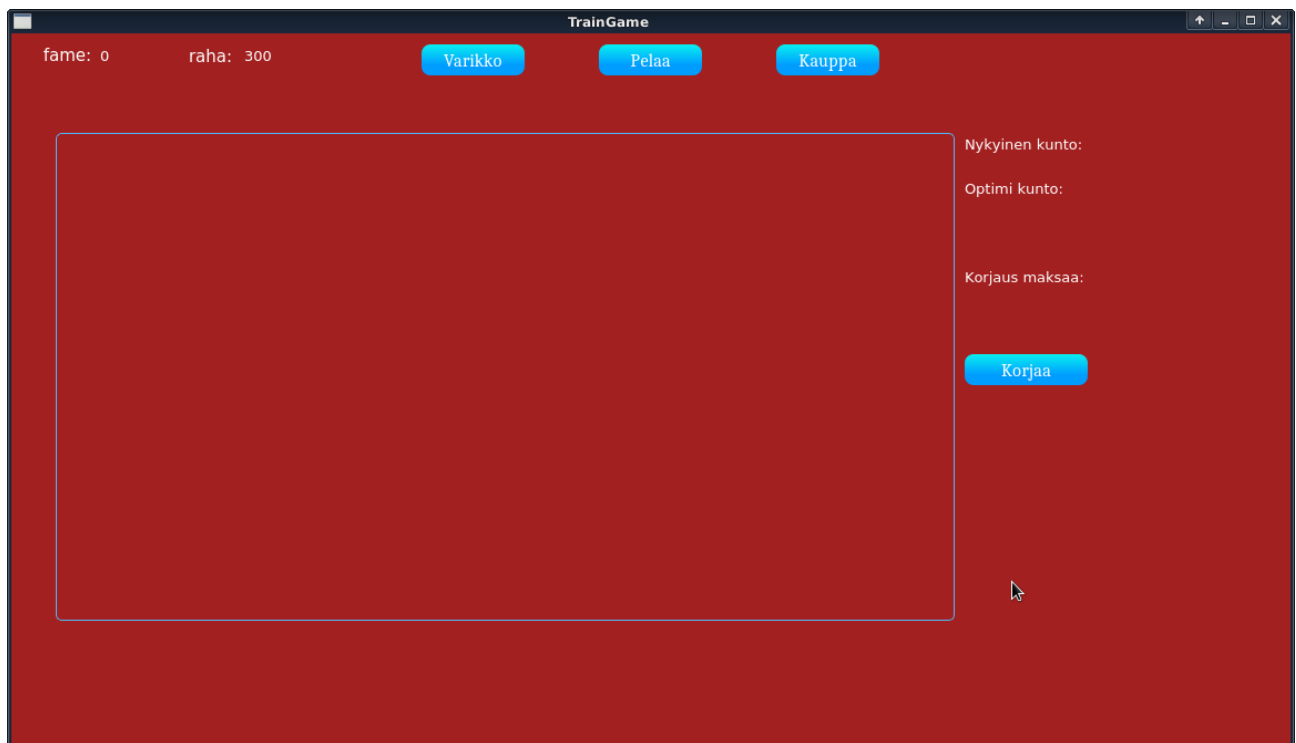 TrainGame
fame: 0 raha: 300 Varikko Pelaa Kauppa
Nykyinen kunto:
Optimi kunto:
Korjaus maksaa:
Korjaa